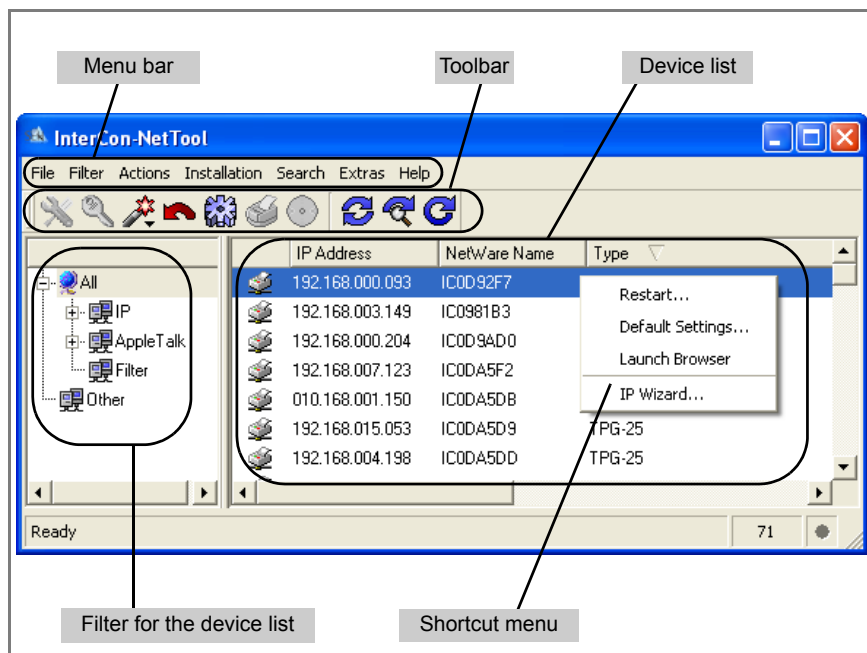 Menu bar Toolbar Device list
InterCon-NetTool
File Filter Actions Installation Search Extras Help
IP Address NetWare Name Type
All
IP
AppleTalk
Filter
Other
192.168.000.093 IC0D92F7
192.168.003.149 IC0981B3
192.168.000.204 IC0D9AD0
192.168.007.123 IC0DA5F2
010.168.001.150 IC0DA5DB
192.168.015.053 IC0DA5D9 TPG-25
192.168.004.198 IC0DA5DD TPG-25
Restart...
Default Settings...
Launch Browser
IP Wizard...
Ready 71
Filter for the device list Shortcut menu